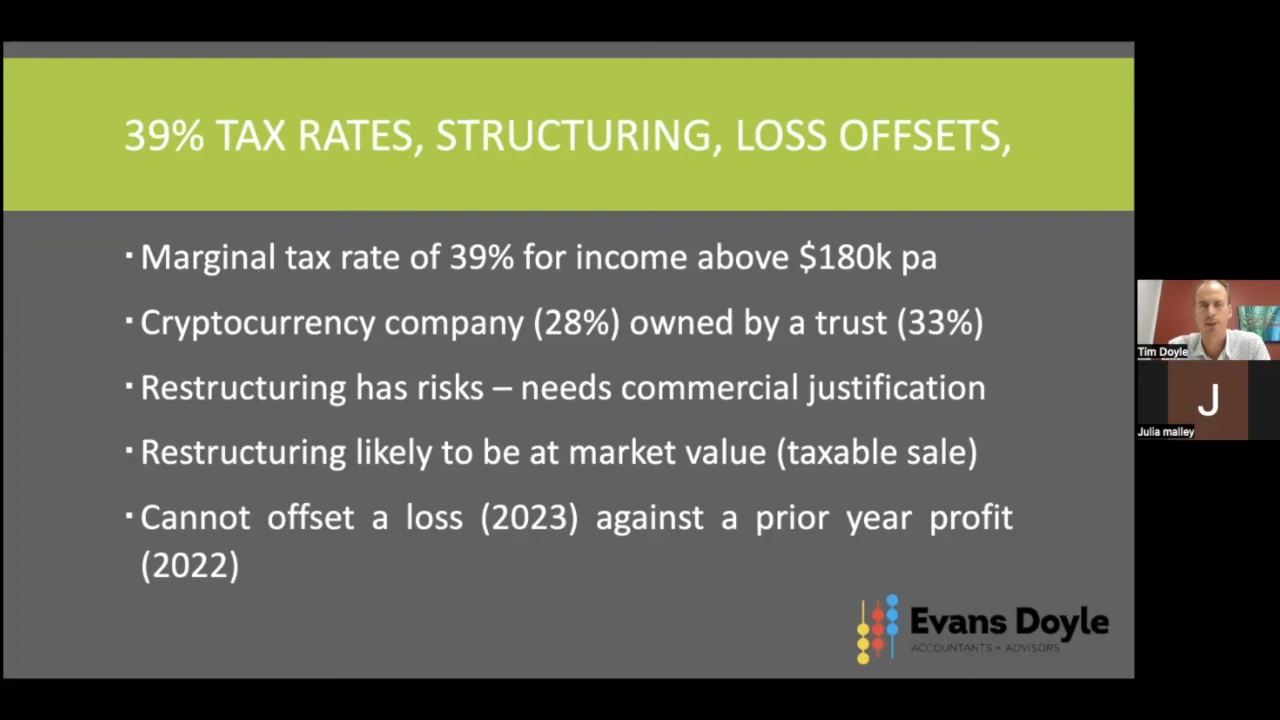 39% TAX RATES, STRUCTURING, LOSS OFFSETS,
▪ Marginal tax rate of 39% for income above $180k pa
▪ Cryptocurrency company (28%) owned by a trust (33%)
▪ Restructuring has risks – needs commercial justification
▪ Restructuring likely to be at market value (taxable sale)
▪ Cannot offset a loss (2023) against a prior year profit
(2022)
Evans Doyle
ACCOUNTANTS + ADVISORS
Tim Doyle
J
Julia malley